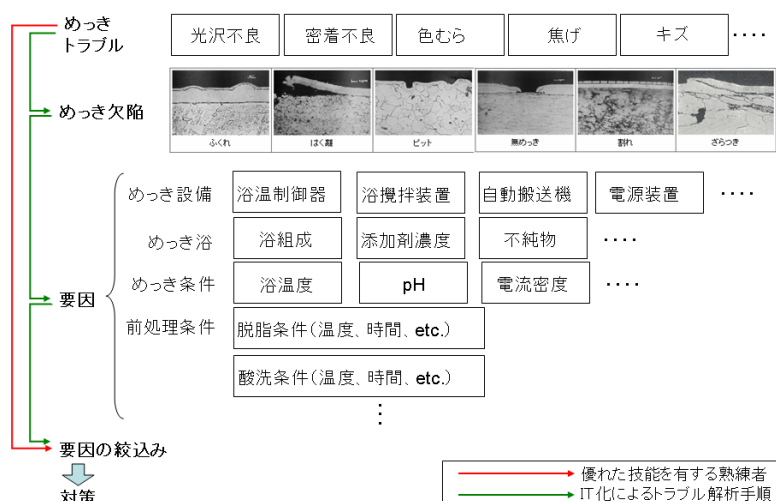 めっき
トラブル
光沢不良 密着不良 色むら 焦げ キズ ‥‥
めっき欠陥
ふくれ はく離 ピット 無めっき 割れ ざらつき
めっき設備 浴温制御器 浴攪拌装置 自動搬送機 電源装置 ‥‥
めっき浴 浴組成 添加剤濃度 不純物 ‥‥
要因
めっき条件 浴温度 pH 電流密度 ‥‥
前処理条件 脱脂条件(温度、時間、etc.)
酸洗条件(温度、時間、etc.)
⋮
要因の絞込み
対策
優れた技能を有する熟練者
IT化によるトラブル解析手順